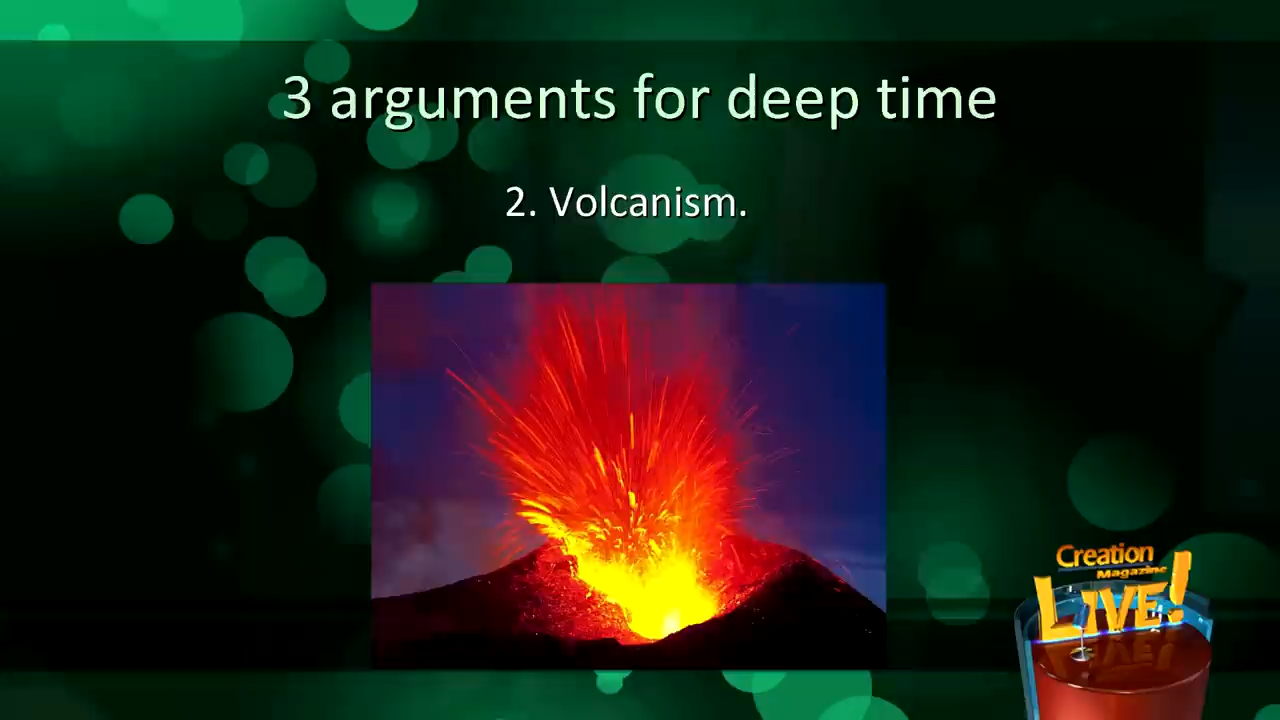 3 arguments for deep time
2. Volcanism.
Creation
Magazine
LIVE!